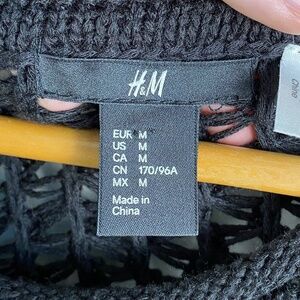 H&M
EUR M
US M
CA M
CN 170/96A
MX M
Made in
China